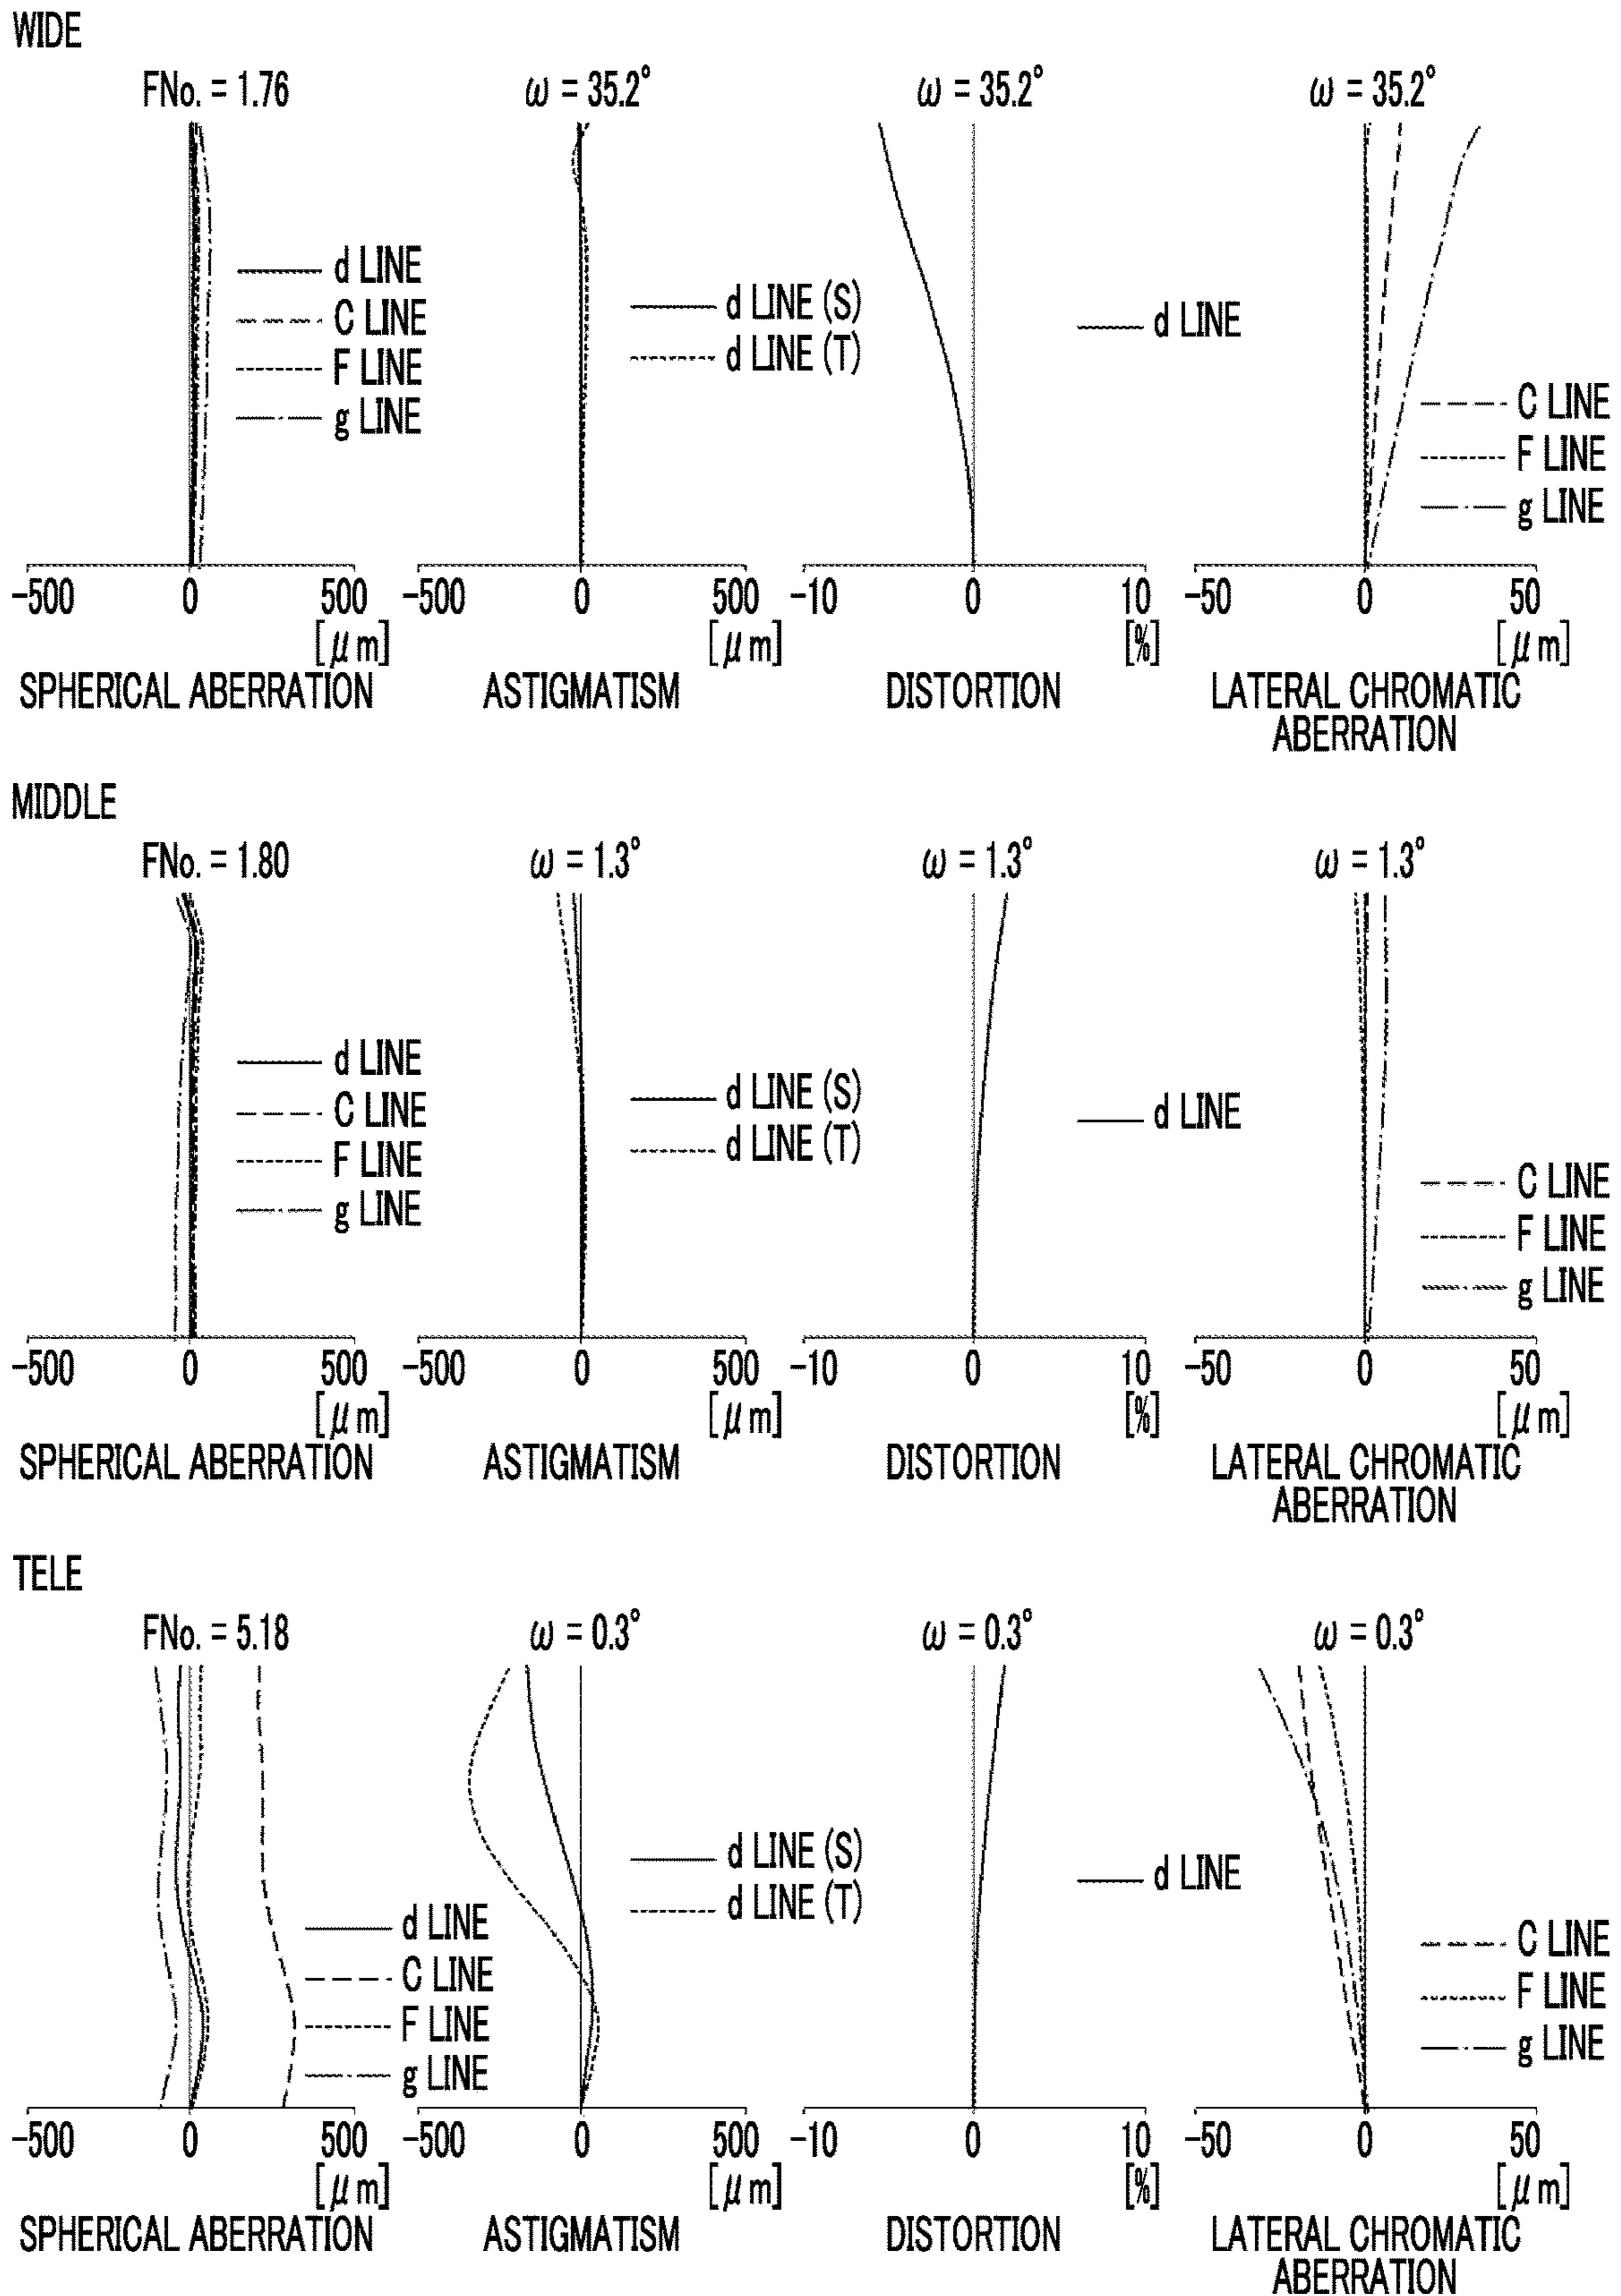 WIDE
FNo. = 1.76
ω = 35.2°
ω = 35.2°
ω = 35.2°
d LINE
C LINE
F LINE
g LINE
d LINE (S)
d LINE (T)
d LINE
C LINE
F LINE
g LINE
-500 0 500
[μm]
SPHERICAL ABERRATION
-500 0 500
[μm]
ASTIGMATISM
-10 0 10
[%]
DISTORTION
-50 0 50
[μm]
LATERAL CHROMATIC
ABERRATION
MIDDLE
FNo. = 1.80
ω = 1.3°
ω = 1.3°
ω = 1.3°
d LINE
C LINE
F LINE
g LINE
d LINE (S)
d LINE (T)
d LINE
C LINE
F LINE
g LINE
-500 0 500
[μm]
SPHERICAL ABERRATION
-500 0 500
[μm]
ASTIGMATISM
-10 0 10
[%]
DISTORTION
-50 0 50
[μm]
LATERAL CHROMATIC
ABERRATION
TELE
FNo. = 5.18
ω = 0.3°
ω = 0.3°
ω = 0.3°
d LINE
C LINE
F LINE
g LINE
d LINE (S)
d LINE (T)
d LINE
C LINE
F LINE
g LINE
-500 0 500
[μm]
SPHERICAL ABERRATION
-500 0 500
[μm]
ASTIGMATISM
-10 0 10
[%]
DISTORTION
-50 0 50
[μm]
LATERAL CHROMATIC
ABERRATION